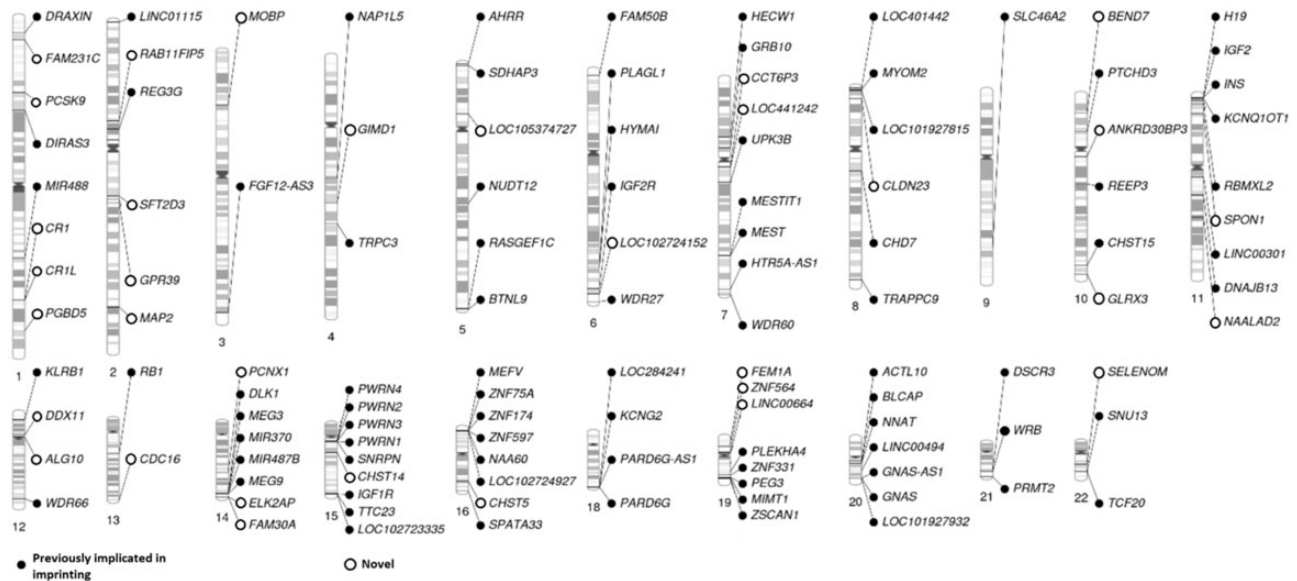 DRAXIN
FAM231C
PCSK9
DIRAS3
MIR488
CR1
CR1L
PGBD5
1
LINC01115
RAB11FIP5
REG3G
SFT2D3
GPR39
MAP2
2
MOBP
FGF12-AS3
3
NAP1L5
GIMD1
TRPC3
4
AHRR
SDHAP3
LOC105374727
NUDT12
RASGEF1C
BTNL9
5
FAM50B
PLAGL1
HYMAI
IGF2R
LOC102724152
WDR27
6
HECW1
GRB10
CCT6P3
LOC441242
UPK3B
MESTIT1
MEST
HTR5A-AS1
WDR60
7
LOC401442
MYOM2
LOC101927815
CLDN23
CHD7
TRAPPC9
8
SLC46A2
9
BEND7
PTCHD3
ANKRD30BP3
REEP3
CHST15
GLRX3
10
H19
IGF2
INS
KCNQ1OT1
RBMXL2
SPON1
LINC00301
DNAJB13
NAALAD2
11
KLRB1
DDX11
ALG10
WDR66
12
RB1
CDC16
13
PCNX1
DLK1
MEG3
MIR370
MIR487B
MEG9
ELK2AP
FAM30A
14
PWRN4
PWRN2
PWRN3
PWRN1
SNRPN
CHST14
IGF1R
TTC23
LOC102723335
15
MEFV
ZNF75A
ZNF174
ZNF597
NAA60
LOC102724927
CHST5
SPATA33
16
LOC284241
KCNG2
PARD6G-AS1
PARD6G
18
FEM1A
ZNF564
LINC00664
PLEKHA4
ZNF331
PEG3
MIMT1
ZSCAN1
19
ACTL10
BLCAP
NNAT
LINC00494
GNAS-AS1
GNAS
LOC101927932
20
DSCR3
WRB
PRMT2
21
SELENOM
SNU13
TCF20
22
Previously implicated in
imprinting
Novel